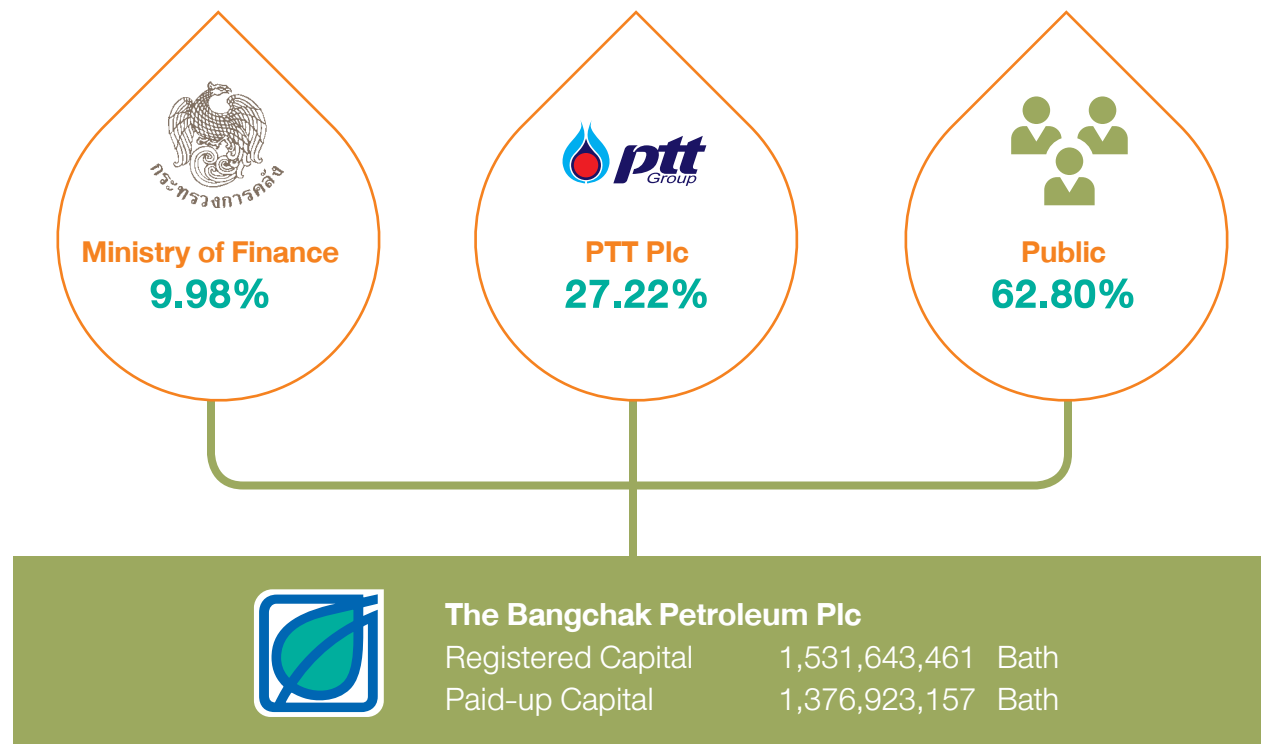 กระทรวงการคลัง
Ministry of Finance
9.98%
ptt
Group
PTT Plc
27.22%
Public
62.80%
The Bangchak Petroleum Plc
Registered Capital 1,531,643,461 Bath
Paid-up Capital 1,376,923,157 Bath